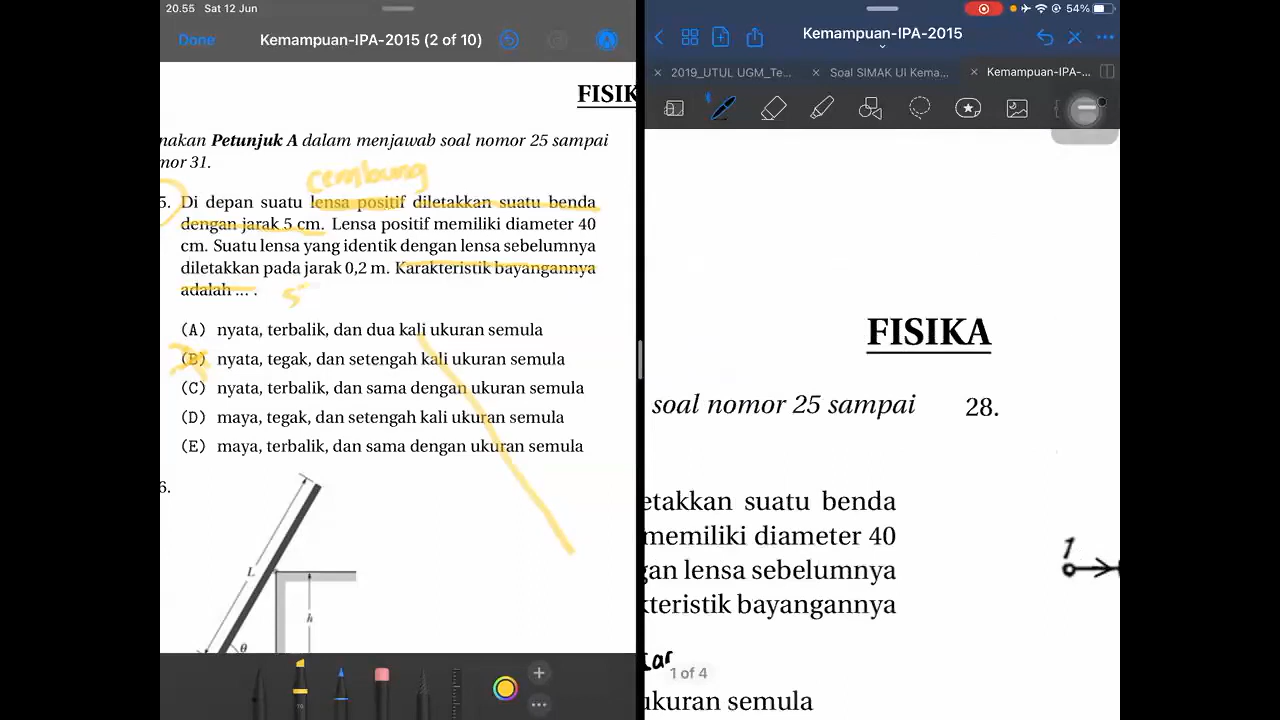 20.55 Sat 12 Jun
Done
Kemampuan-IPA-2015 (2 of 10)
FISIK
nakan Petunjuk A dalam menjawab soal nomor 25 sampai
mor 31.
cembung
5. Di depan suatu lensa positif diletakkan suatu benda
dengan jarak 5 cm. Lensa positif memiliki diameter 40
cm. Suatu lensa yang identik dengan lensa sebelumnya
diletakkan pada jarak 0,2 m. Karakteristik bayangannya
adalah ... .
5
(A) nyata, terbalik, dan dua kali ukuran semula
(B) nyata, tegak, dan setengah kali ukuran semula
(C) nyata, terbalik, dan sama dengan ukuran semula
(D) maya, tegak, dan setengah kali ukuran semula
(E) maya, terbalik, dan sama dengan ukuran semula
6.
L
h
θ
54%
Kemampuan-IPA-2015
2019_UTUL UGM_Te...
Soal SIMAK UI Kema...
Kemampuan-IPA-...
FISIKA
soal nomor 25 sampai
28.
etakkan suatu benda
memiliki diameter 40
gan lensa sebelumnya
kteristik bayangannya
1
kar
1 of 4
ukuran semula